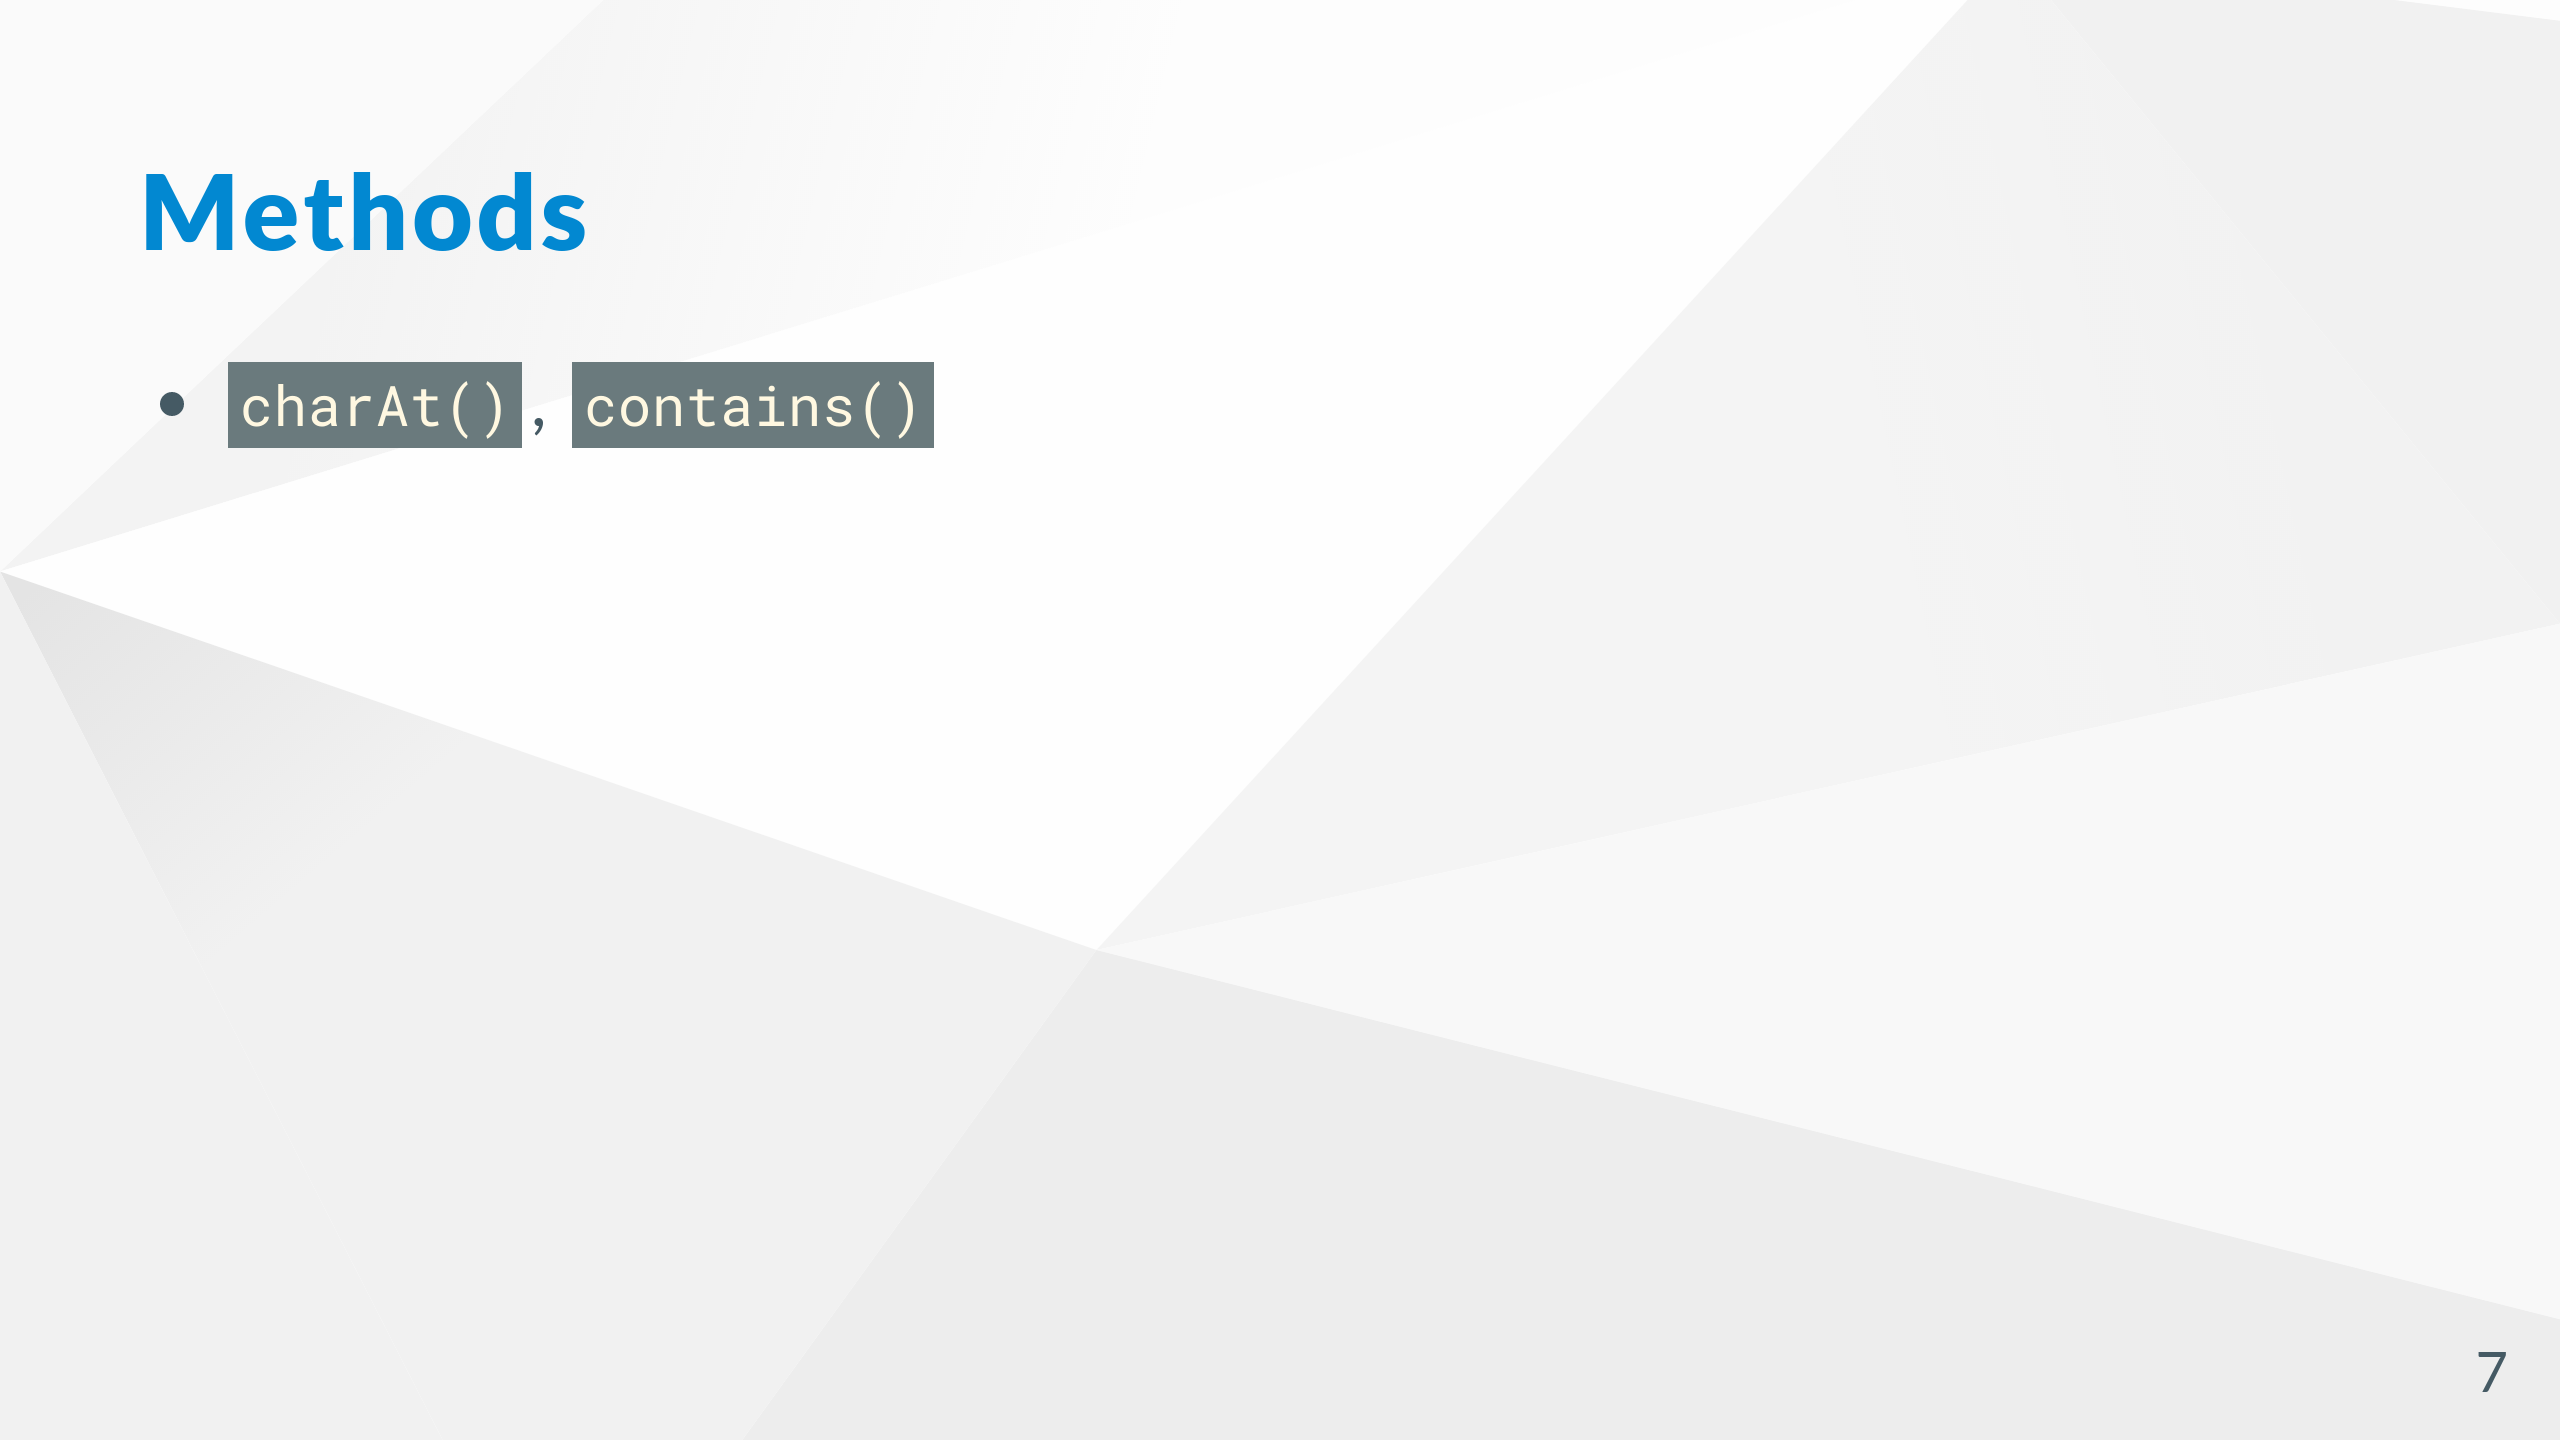 Methods
• charAt(), contains()
7